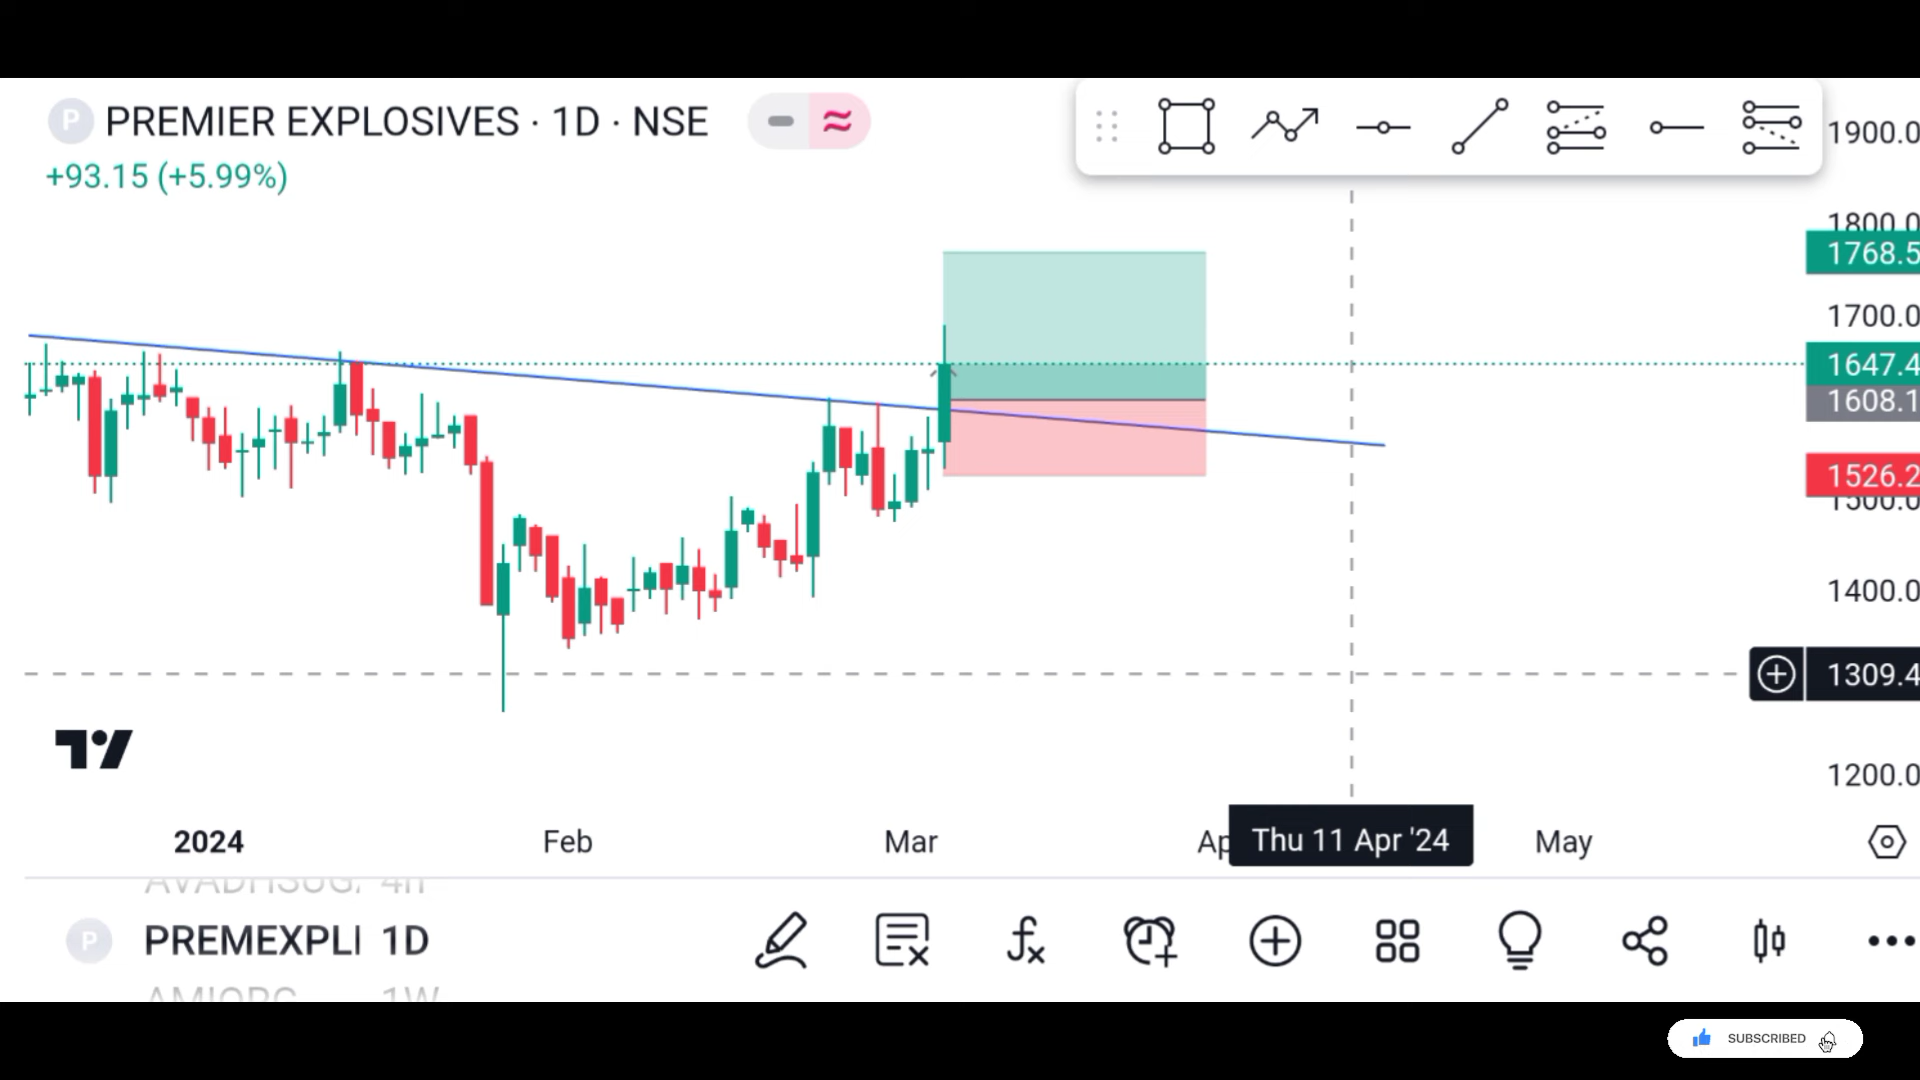 P PREMIER EXPLOSIVES · 1D · NSE
+93.15 (+5.99%)
1900.0
1800.0
1768.5
1700.0
1647.4
1608.1
1526.2
1500.0
1400.0
1309.4
1200.0
2024 Feb Mar Ap Thu 11 Apr '24 May
AVADHSUG. 4h
P PREMEXPLI 1D
1W
SUBSCRIBED